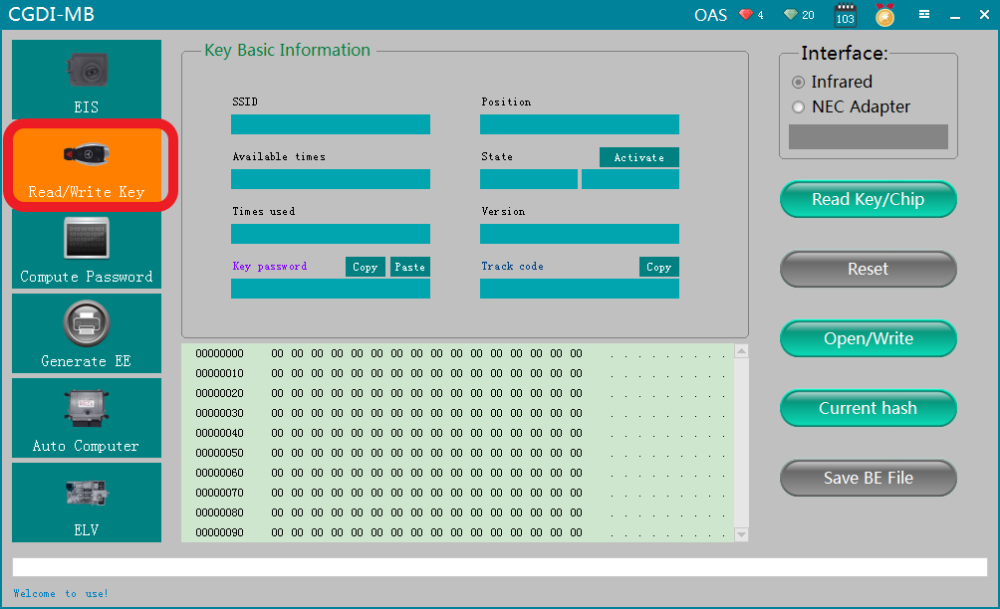 CGDI-MB
OAS 4 20 103
EIS
Read/Write Key
Compute Password
Generate EE
Auto Computer
ELV
Key Basic Information
SSID
Position
Available times
State
Activate
Times used
Version
Key password
Copy
Paste
Track code
Copy
00000000 00 00 00 00 00 00 00 00 00 00 00 00 00 00 00 00 . . . . . . . .
00000010 00 00 00 00 00 00 00 00 00 00 00 00 00 00 00 00 . . . . . . . .
00000020 00 00 00 00 00 00 00 00 00 00 00 00 00 00 00 00 . . . . . . . .
00000030 00 00 00 00 00 00 00 00 00 00 00 00 00 00 00 00 . . . . . . . .
00000040 00 00 00 00 00 00 00 00 00 00 00 00 00 00 00 00 . . . . . . . .
00000050 00 00 00 00 00 00 00 00 00 00 00 00 00 00 00 00 . . . . . . . .
00000060 00 00 00 00 00 00 00 00 00 00 00 00 00 00 00 00 . . . . . . . .
00000070 00 00 00 00 00 00 00 00 00 00 00 00 00 00 00 00 . . . . . . . .
00000080 00 00 00 00 00 00 00 00 00 00 00 00 00 00 00 00 . . . . . . . .
00000090 00 00 00 00 00 00 00 00 00 00 00 00 00 00 00 00 . . . . . . . .
Interface:
Infrared
NEC Adapter
Read Key/Chip
Reset
Open/Write
Current hash
Save BE File
Welcome to use!